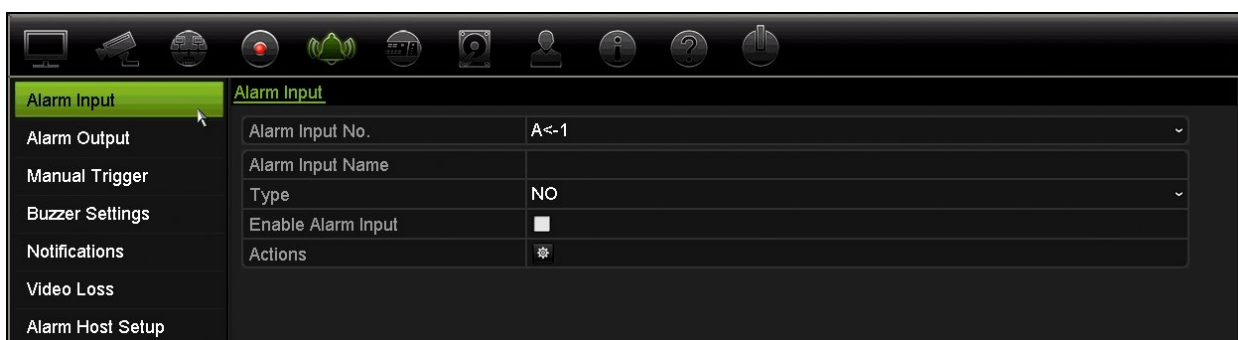 Alarm Input
Alarm Output
Manual Trigger
Buzzer Settings
Notifications
Video Loss
Alarm Host Setup
Alarm Input
Alarm Input No. A<-1
Alarm Input Name
Type NO
Enable Alarm Input
Actions